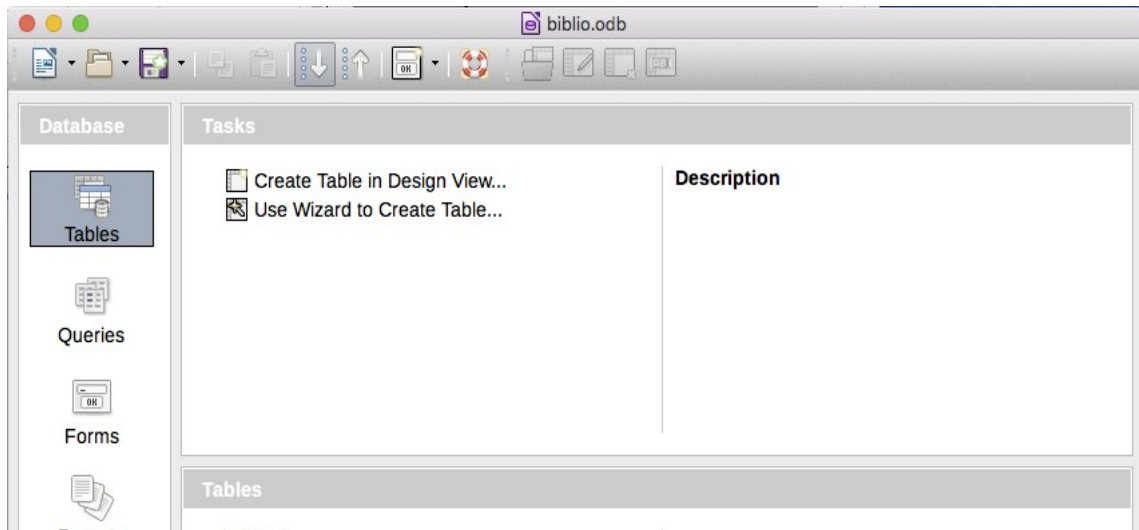 biblio.odb
Database
Tasks
Create Table in Design View...
Use Wizard to Create Table...
Description
Tables
Queries
OK
Forms
Tables